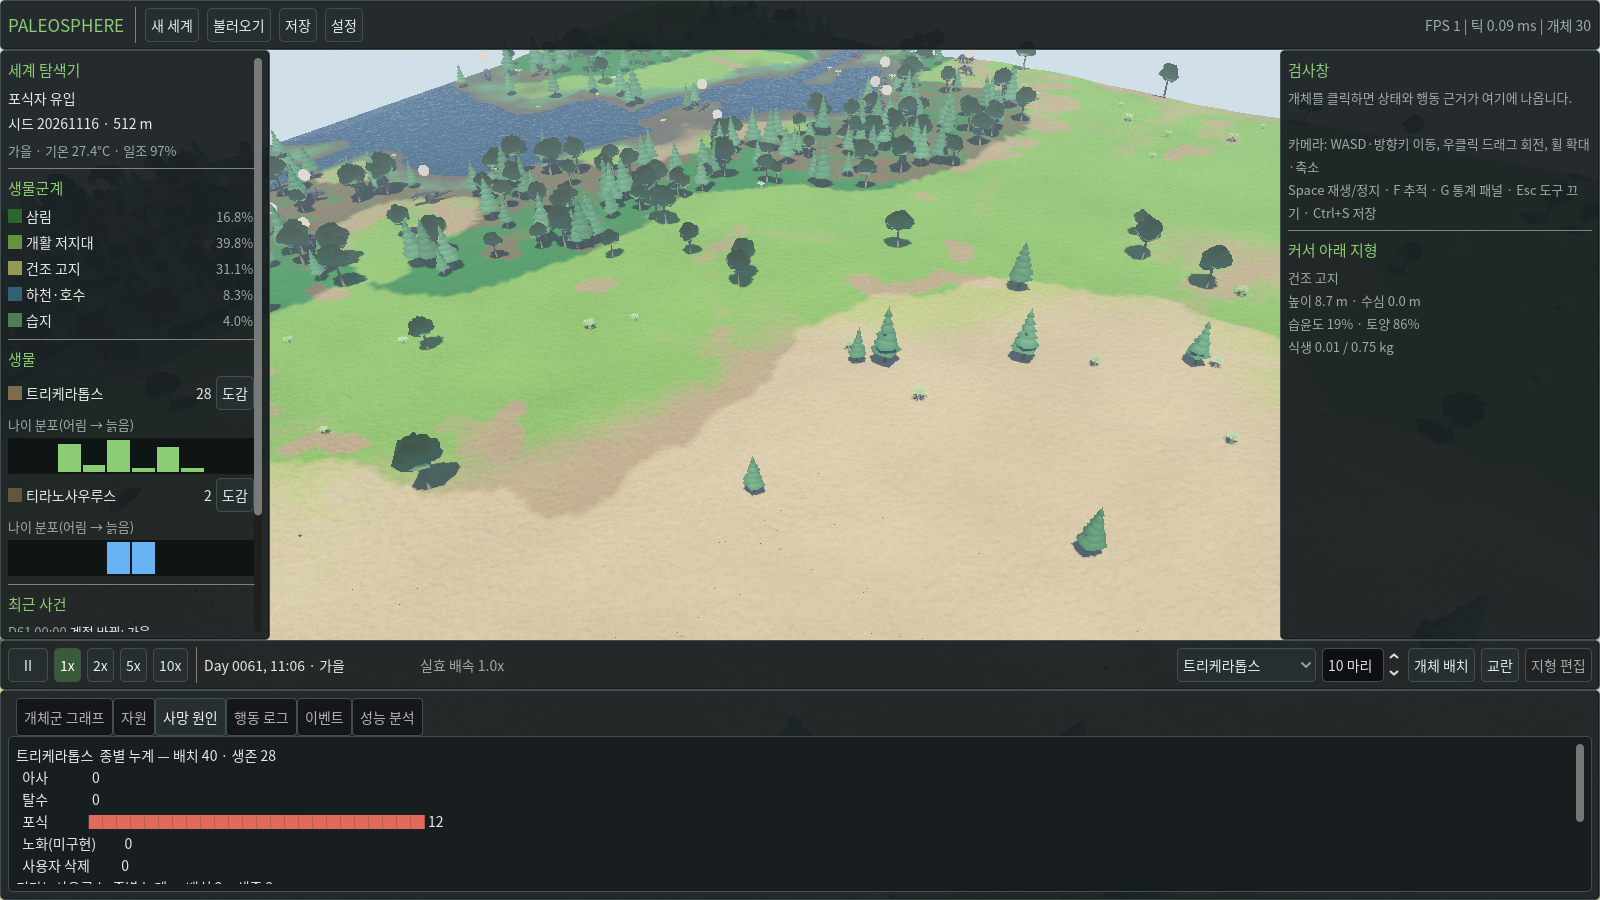 PALEOSPHERE 새 세계 불러오기 저장 설정 FPS 1 | 틱 0.09 ms | 개체 30
세계 탐색기
포식자 유입
시드 20261116 · 512 m
가을 · 기온 27.4°C · 일조 97%
생물군계
삼림 16.8%
개활 저지대 39.8%
건조 고지 31.1%
하천·호수 8.3%
습지 4.0%
생물
트리케라톱스 28 도감
나이 분포(어림 → 늙음)
티라노사우루스 2 도감
나이 분포(어림 → 늙음)
최근 사건
D61 00:00 계절 바뀜: 가을
검사창
개체를 클릭하면 상태와 행동 근거가 여기에 나옵니다.
카메라: WASD·방향키 이동, 우클릭 드래그 회전, 휠 확대
·축소
Space 재생/정지 · F 추적 · G 통계 패널 · Esc 도구 끄
기 · Ctrl+S 저장
커서 아래 지형
건조 고지
높이 8.7 m · 수심 0.0 m
습윤도 19% · 토양 86%
식생 0.01 / 0.75 kg
1x 2x 5x 10x Day 0061, 11:06 · 가을 실효 배속 1.0x 트리케라톱스 10 마리 개체 배치 교란 지형 편집
개체군 그래프 자원 사망 원인 행동 로그 이벤트 성능 분석
트리케라톱스 종별 누계 — 배치 40 · 생존 28
아사 0
탈수 0
포식 12
노화(미구현) 0
사용자 삭제 0